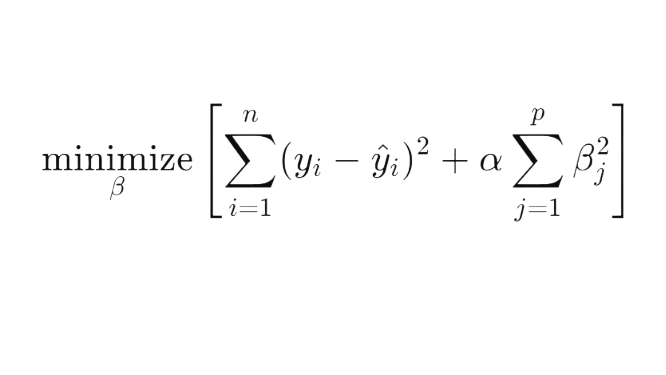 minimize_β [ ∑_{i=1}^{n} (y_i − ŷ_i)^2 + α ∑_{j=1}^{p} β_j^2 ]